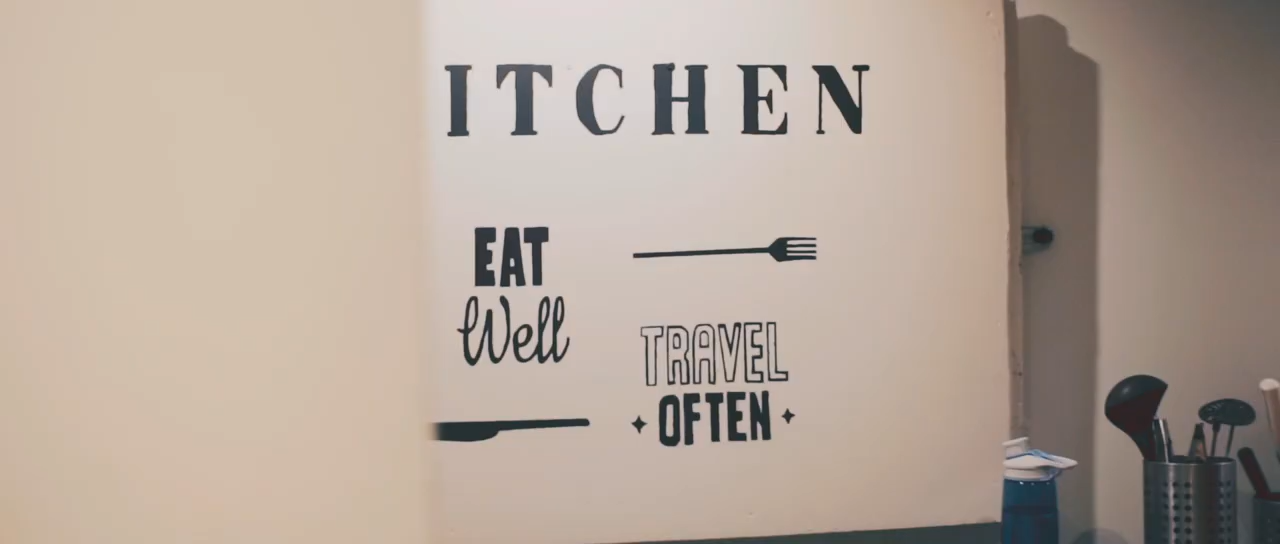 ITCHEN
EAT
Well
TRAVEL
OFTEN